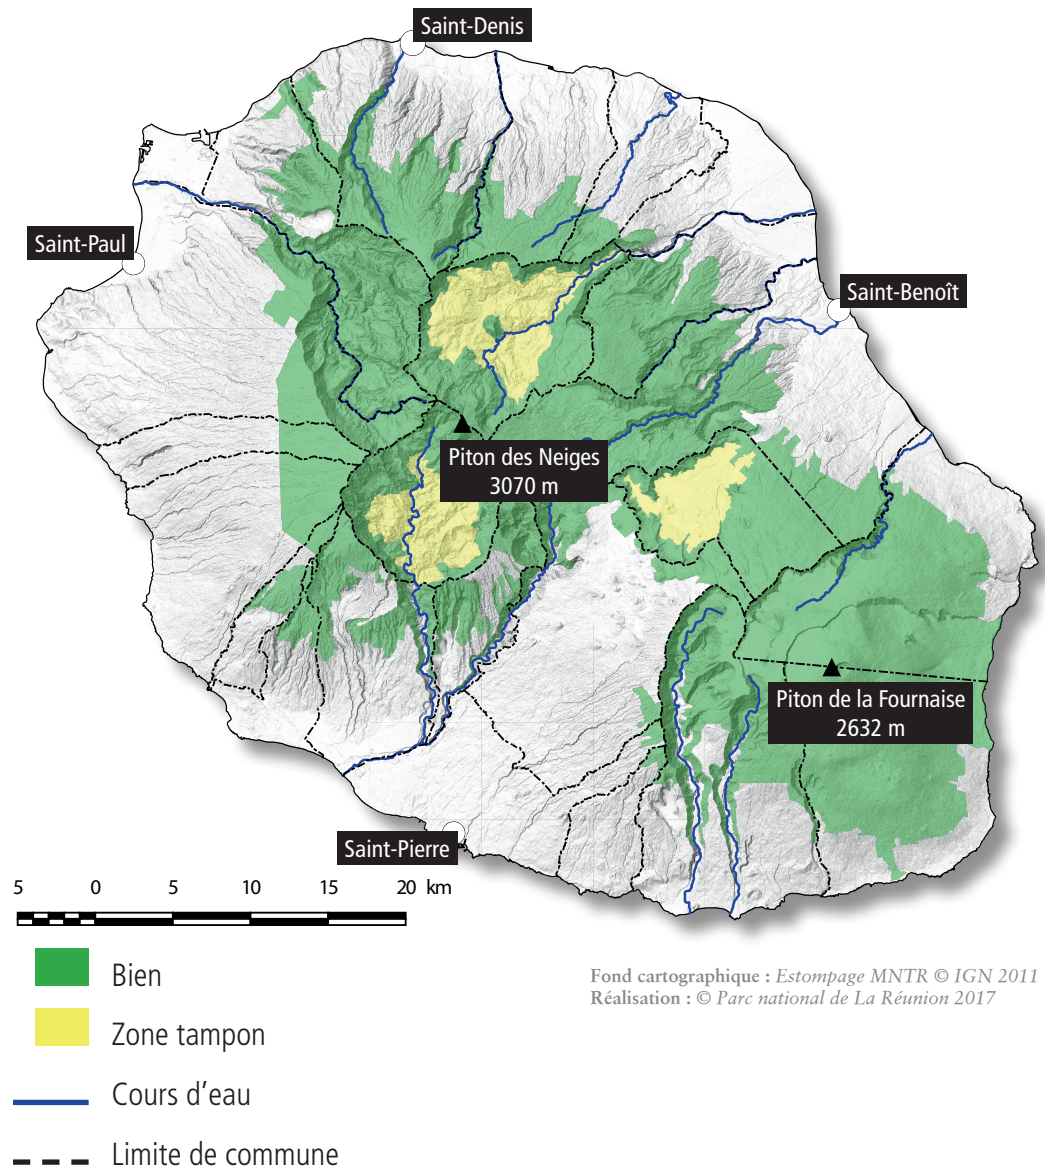 Saint-Denis
Saint-Paul
Saint-Benoît
Piton des Neiges
3070 m
Piton de la Fournaise
2632 m
Saint-Pierre
5 0 5 10 15 20 km
Bien
Zone tampon
Cours d'eau
Limite de commune
Fond cartographique : Estompage MNTR © IGN 2011
Réalisation : © Parc national de La Réunion 2017